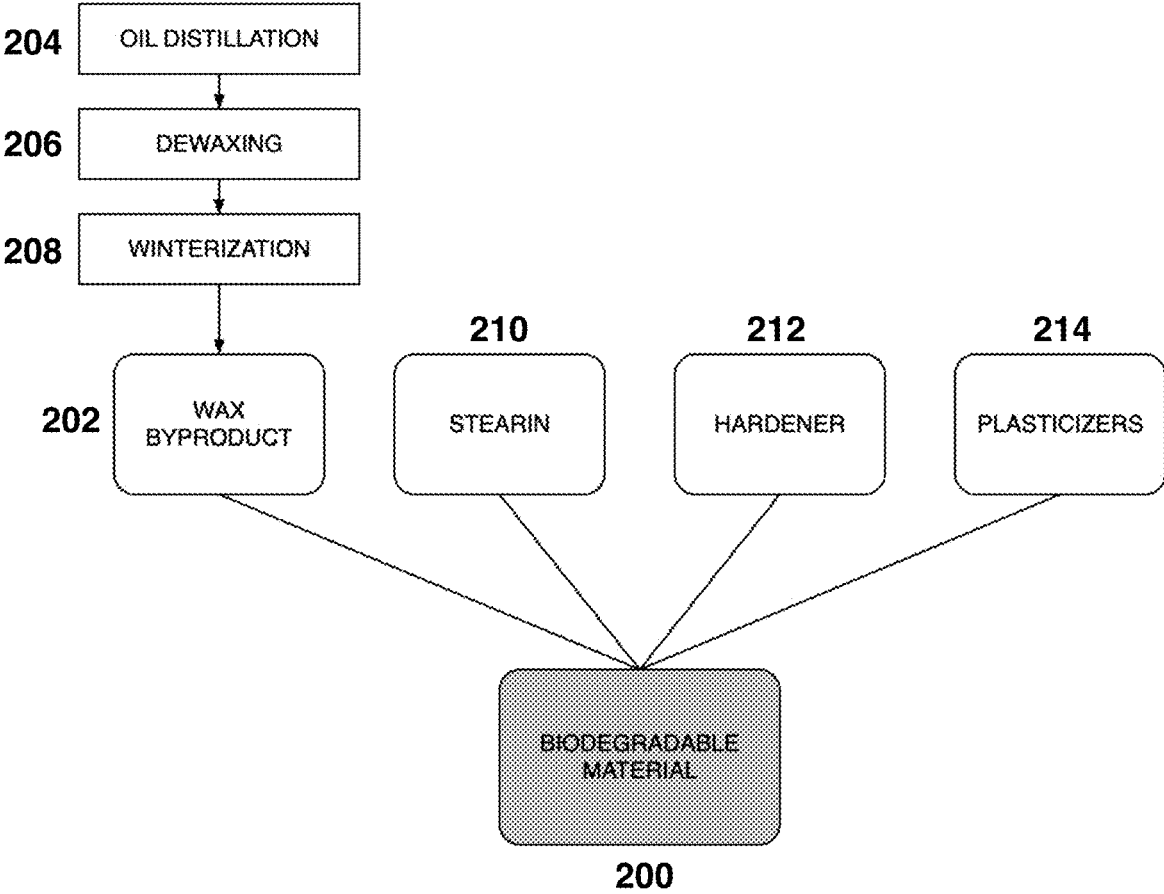 204
OIL DISTILLATION
206
DEWAXING
208
WINTERIZATION
210
212
214
202
WAX
BYPRODUCT
STEARIN
HARDENER
PLASTICIZERS
BIODEGRADABLE
MATERIAL
200